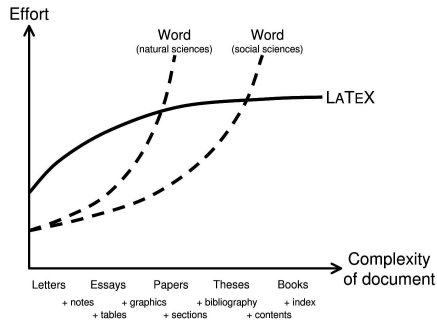 Effort
Word
(natural sciences)
Word
(social sciences)
LATEX
Complexity
of document
Letters Essays Papers Theses Books
+ notes + graphics + bibliography + index
+ tables + sections + contents